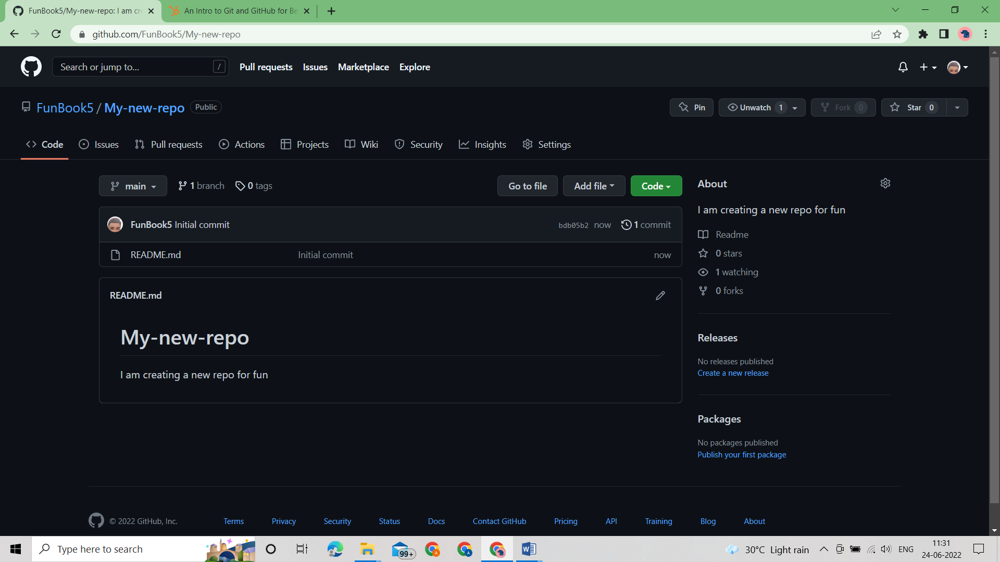 FunBook5/My-new-repo: I am cre
An Intro to Git and GitHub for Be
github.com/FunBook5/My-new-repo
Search or jump to... /
Pull requests Issues Marketplace Explore
FunBook5 / My-new-repo Public
Pin Unwatch 1 Fork 0 Star 0
Code Issues Pull requests Actions Projects Wiki Security Insights Settings
main 1 branch 0 tags Go to file Add file Code
FunBook5 Initial commit bdb05b2 now 1 commit
README.md Initial commit now
README.md
My-new-repo
I am creating a new repo for fun
About
I am creating a new repo for fun
Readme
0 stars
1 watching
0 forks
Releases
No releases published
Create a new release
Packages
No packages published
Publish your first package
© 2022 GitHub, Inc. Terms Privacy Security Status Docs Contact GitHub Pricing API Training Blog About
Type here to search
99+
A
A
W
30°C Light rain
ENG
11:31
24-06-2022